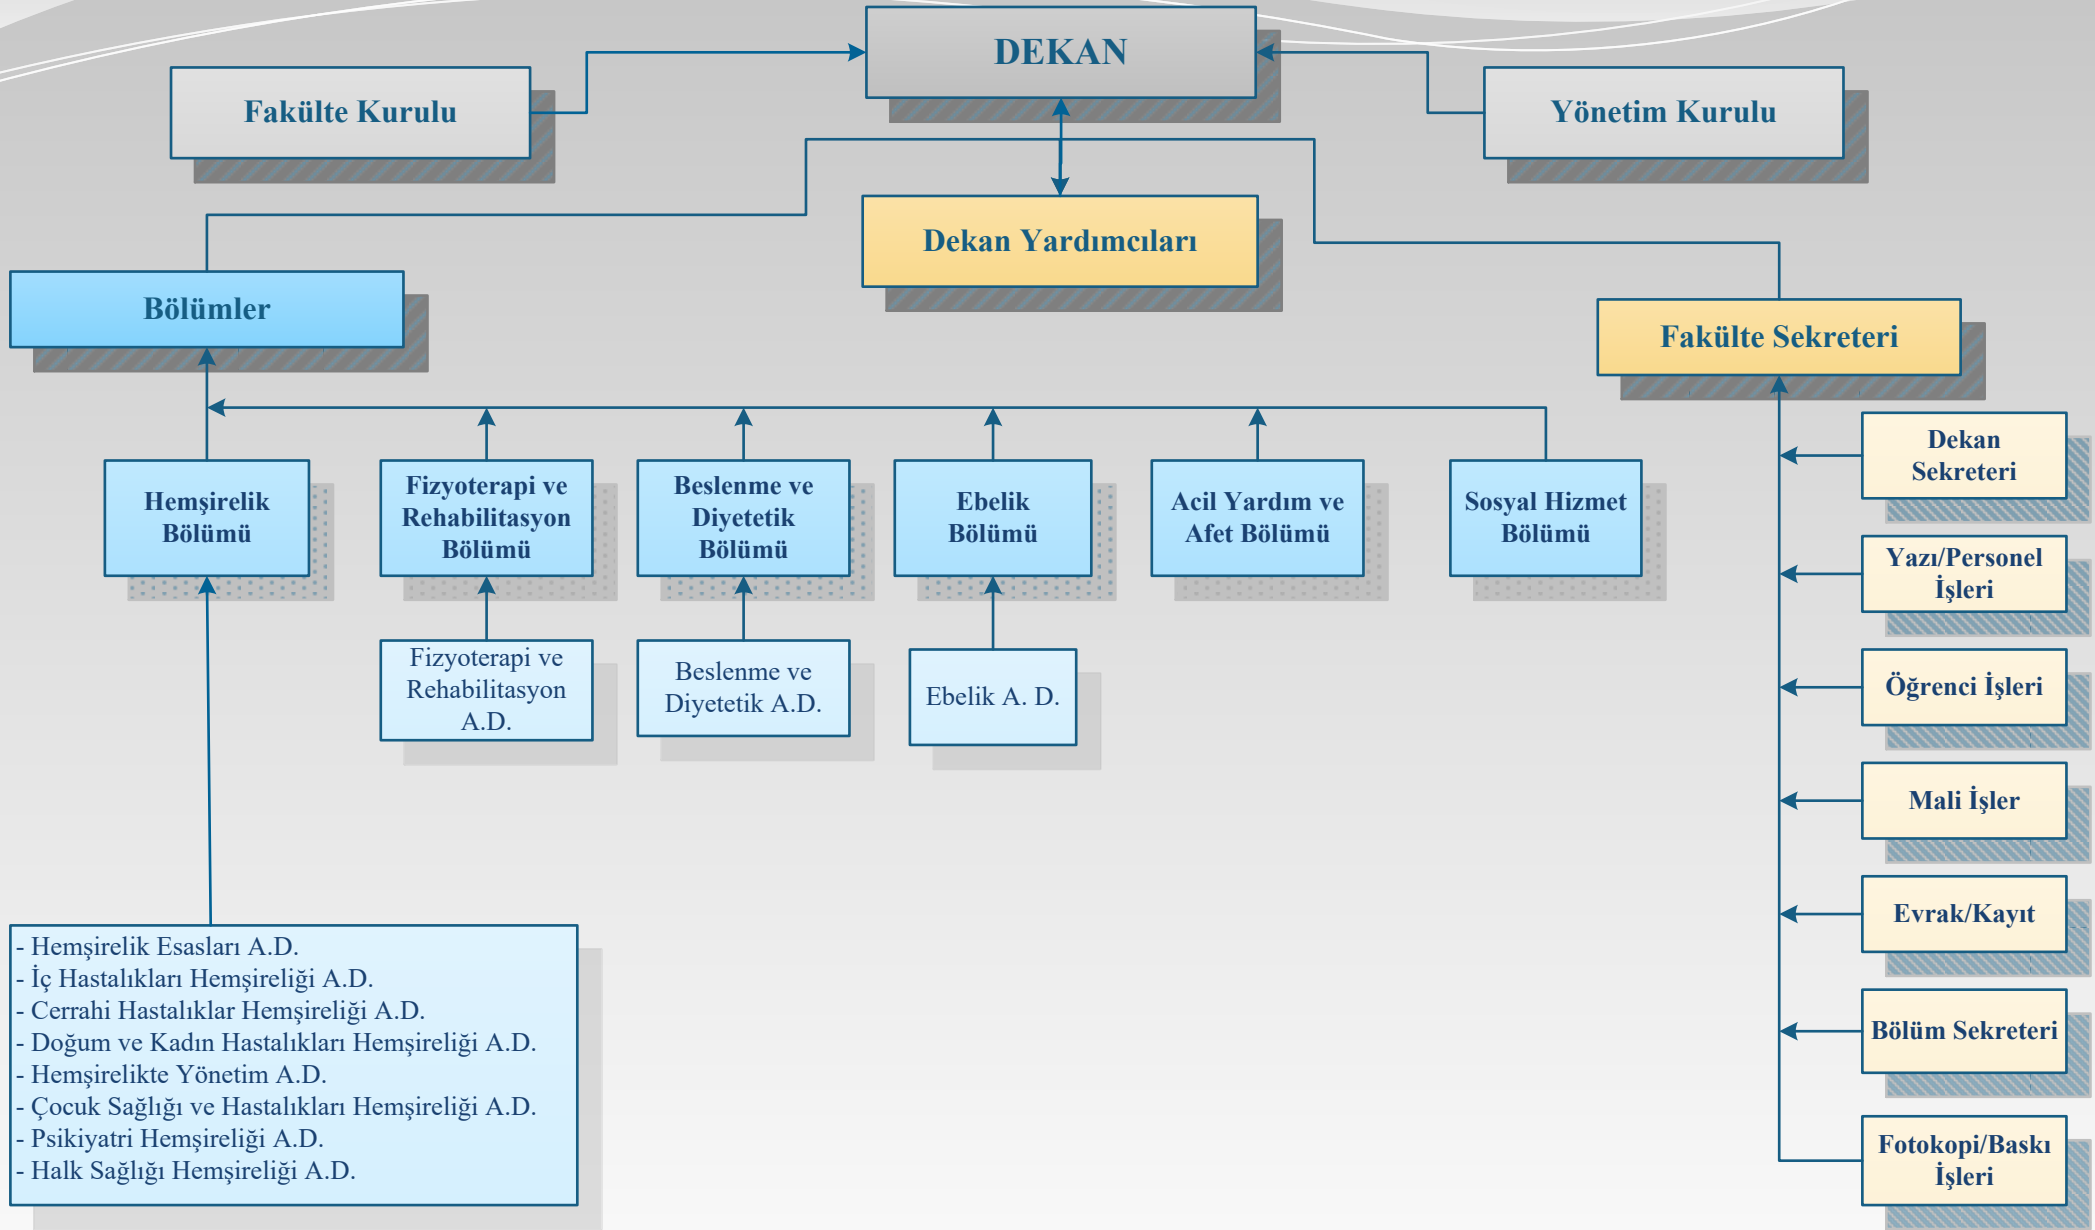 DEKAN
Fakülte Kurulu
Yönetim Kurulu
Dekan Yardımcıları
Bölümler
Fakülte Sekreteri
Hemşirelik
Bölümü
Fizyoterapi ve
Rehabilitasyon
Bölümü
Beslenme ve
Diyetetik
Bölümü
Ebelik
Bölümü
Acil Yardım ve
Afet Bölümü
Sosyal Hizmet
Bölümü
Fizyoterapi ve
Rehabilitasyon
A.D.
Beslenme ve
Diyetetik A.D.
Ebelik A. D.
- Hemşirelik Esasları A.D.
- İç Hastalıkları Hemşireliği A.D.
- Cerrahi Hastalıklar Hemşireliği A.D.
- Doğum ve Kadın Hastalıkları Hemşireliği A.D.
- Hemşirelikte Yönetim A.D.
- Çocuk Sağlığı ve Hastalıkları Hemşireliği A.D.
- Psikiyatri Hemşireliği A.D.
- Halk Sağlığı Hemşireliği A.D.
Dekan
Sekreteri
Yazı/Personel
İşleri
Öğrenci İşleri
Mali İşler
Evrak/Kayıt
Bölüm Sekreteri
Fotokopi/Baskı
İşleri